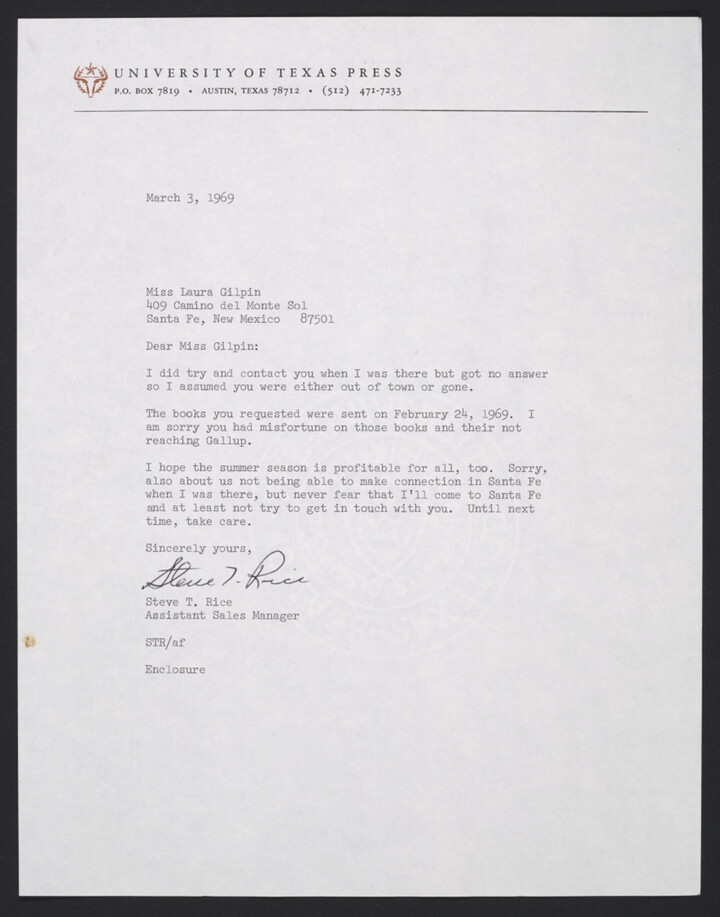 UNIVERSITY OF TEXAS PRESS
P.O. BOX 7819 • AUSTIN, TEXAS 78712 • (512) 471-7233
March 3, 1969
Miss Laura Gilpin
409 Camino del Monte Sol
Santa Fe, New Mexico 87501
Dear Miss Gilpin:
I did try and contact you when I was there but got no answer
so I assumed you were either out of town or gone.
The books you requested were sent on February 24, 1969. I
am sorry you had misfortune on those books and their not
reaching Gallup.
I hope the summer season is profitable for all, too. Sorry,
also about us not being able to make connection in Santa Fe
when I was there, but never fear that I'll come to Santa Fe
and at least not try to get in touch with you. Until next
time, take care.
Sincerely yours,
Steve T. Rice
Steve T. Rice
Assistant Sales Manager
STR/af
Enclosure